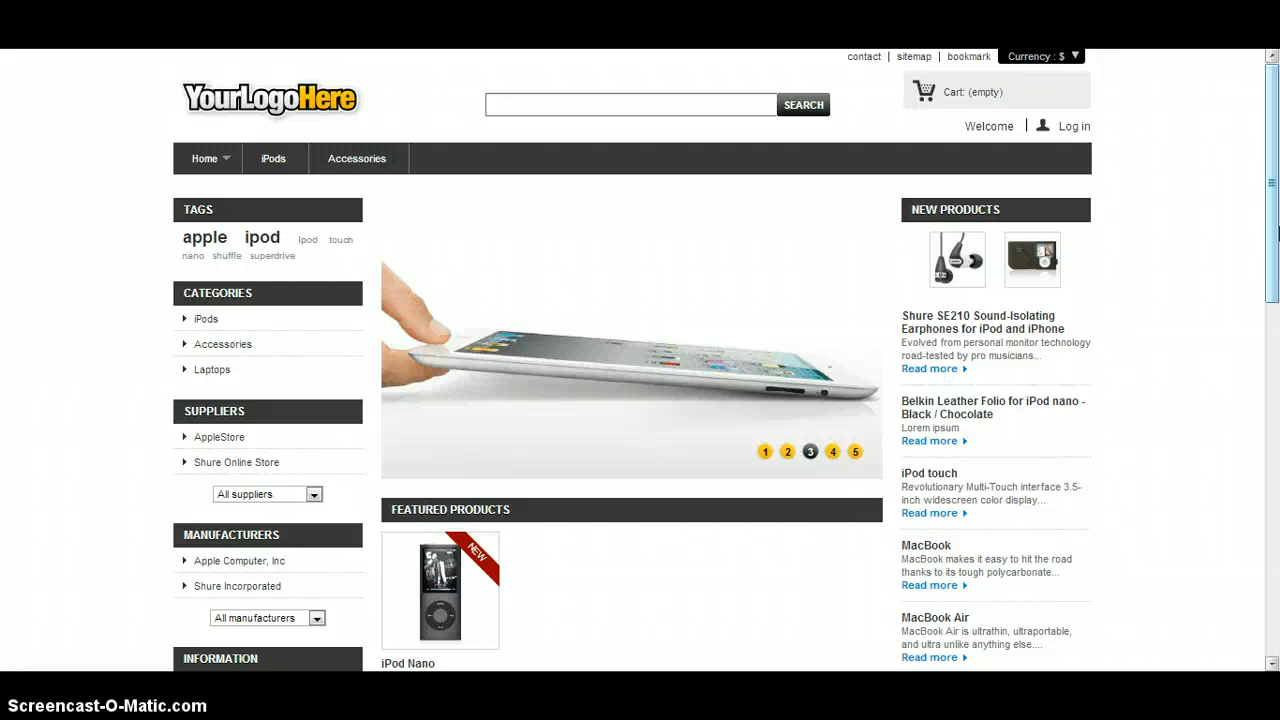 contact | sitemap | bookmark
Currency : $ ▼
YourLogoHere
SEARCH
Cart: (empty)
Welcome | Log in
Home iPods Accessories
TAGS
apple ipod Ipod touch
nano shuffle superdrive
CATEGORIES
iPods
Accessories
Laptops
SUPPLIERS
AppleStore
Shure Online Store
All suppliers
MANUFACTURERS
Apple Computer, Inc
Shure Incorporated
All manufacturers
INFORMATION
1 2 3 4 5
FEATURED PRODUCTS
NEW
iPod Nano
NEW PRODUCTS
Shure SE210 Sound-Isolating
Earphones for iPod and iPhone
Evolved from personal monitor technology
road-tested by pro musicians...
Read more
Belkin Leather Folio for iPod nano -
Black / Chocolate
Lorem ipsum
Read more
iPod touch
Revolutionary Multi-Touch interface 3.5-
inch widescreen color display...
Read more
MacBook
MacBook makes it easy to hit the road
thanks to its tough polycarbonate...
Read more
MacBook Air
MacBook Air is ultrathin, ultraportable,
and ultra unlike anything else....
Read more
Screencast-O-Matic.com